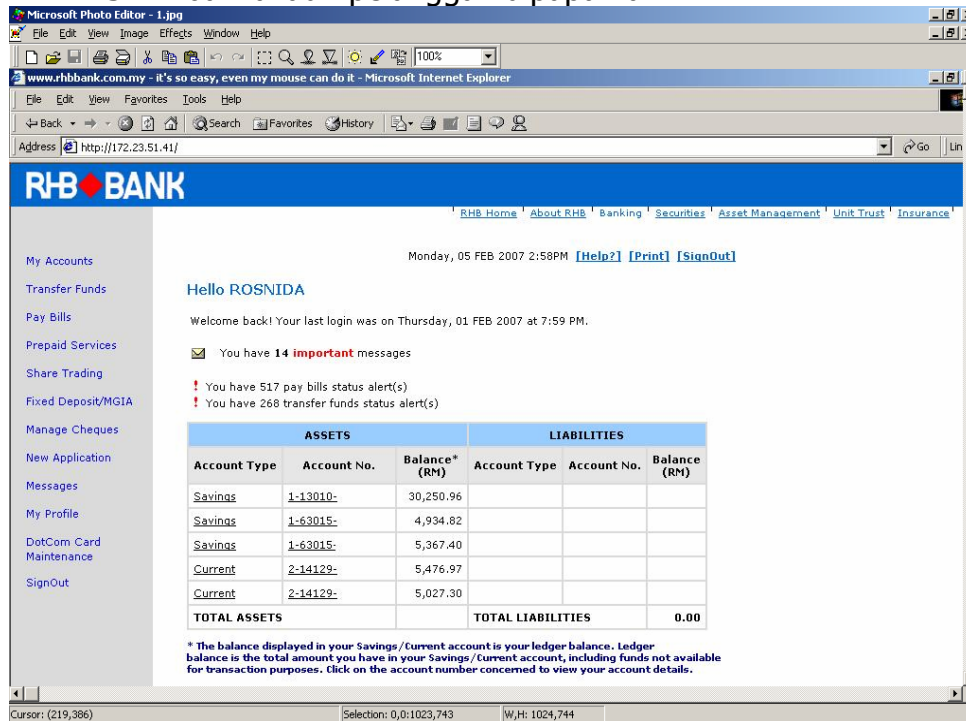 Microsoft Photo Editor - 1.jpg
File Edit View Image Effects Window Help
100%
www.rhbbank.com.my - it's so easy, even my mouse can do it - Microsoft Internet Explorer
File Edit View Favorites Tools Help
Back Search Favorites History
Address http://172.23.51.41/ Go Lin
RHB BANK
RHB Home About RHB Banking Securities Asset Management Unit Trust Insurance
Monday, 05 FEB 2007 2:58PM [Help?] [Print] [SignOut]
My Accounts
Transfer Funds
Pay Bills
Prepaid Services
Share Trading
Fixed Deposit/MGIA
Manage Cheques
New Application
Messages
My Profile
DotCom Card
Maintenance
SignOut
Hello ROSNIDA
Welcome back! Your last login was on Thursday, 01 FEB 2007 at 7:59 PM.
You have 14 important messages
! You have 517 pay bills status alert(s)
! You have 268 transfer funds status alert(s)
ASSETS LIABILITIES
Account Type Account No. Balance* (RM) Account Type Account No. Balance (RM)
Savings 1-13010- 30,250.96
Savings 1-63015- 4,934.82
Savings 1-63015- 5,367.40
Current 2-14129- 5,476.97
Current 2-14129- 5,027.30
TOTAL ASSETS TOTAL LIABILITIES 0.00
* The balance displayed in your Savings/Current account is your ledger balance. Ledger
balance is the total amount you have in your Savings/Current account, including funds not available
for transaction purposes. Click on the account number concerned to view your account details.
Cursor: (219,386) Selection: 0,0:1023,743 W,H: 1024,744